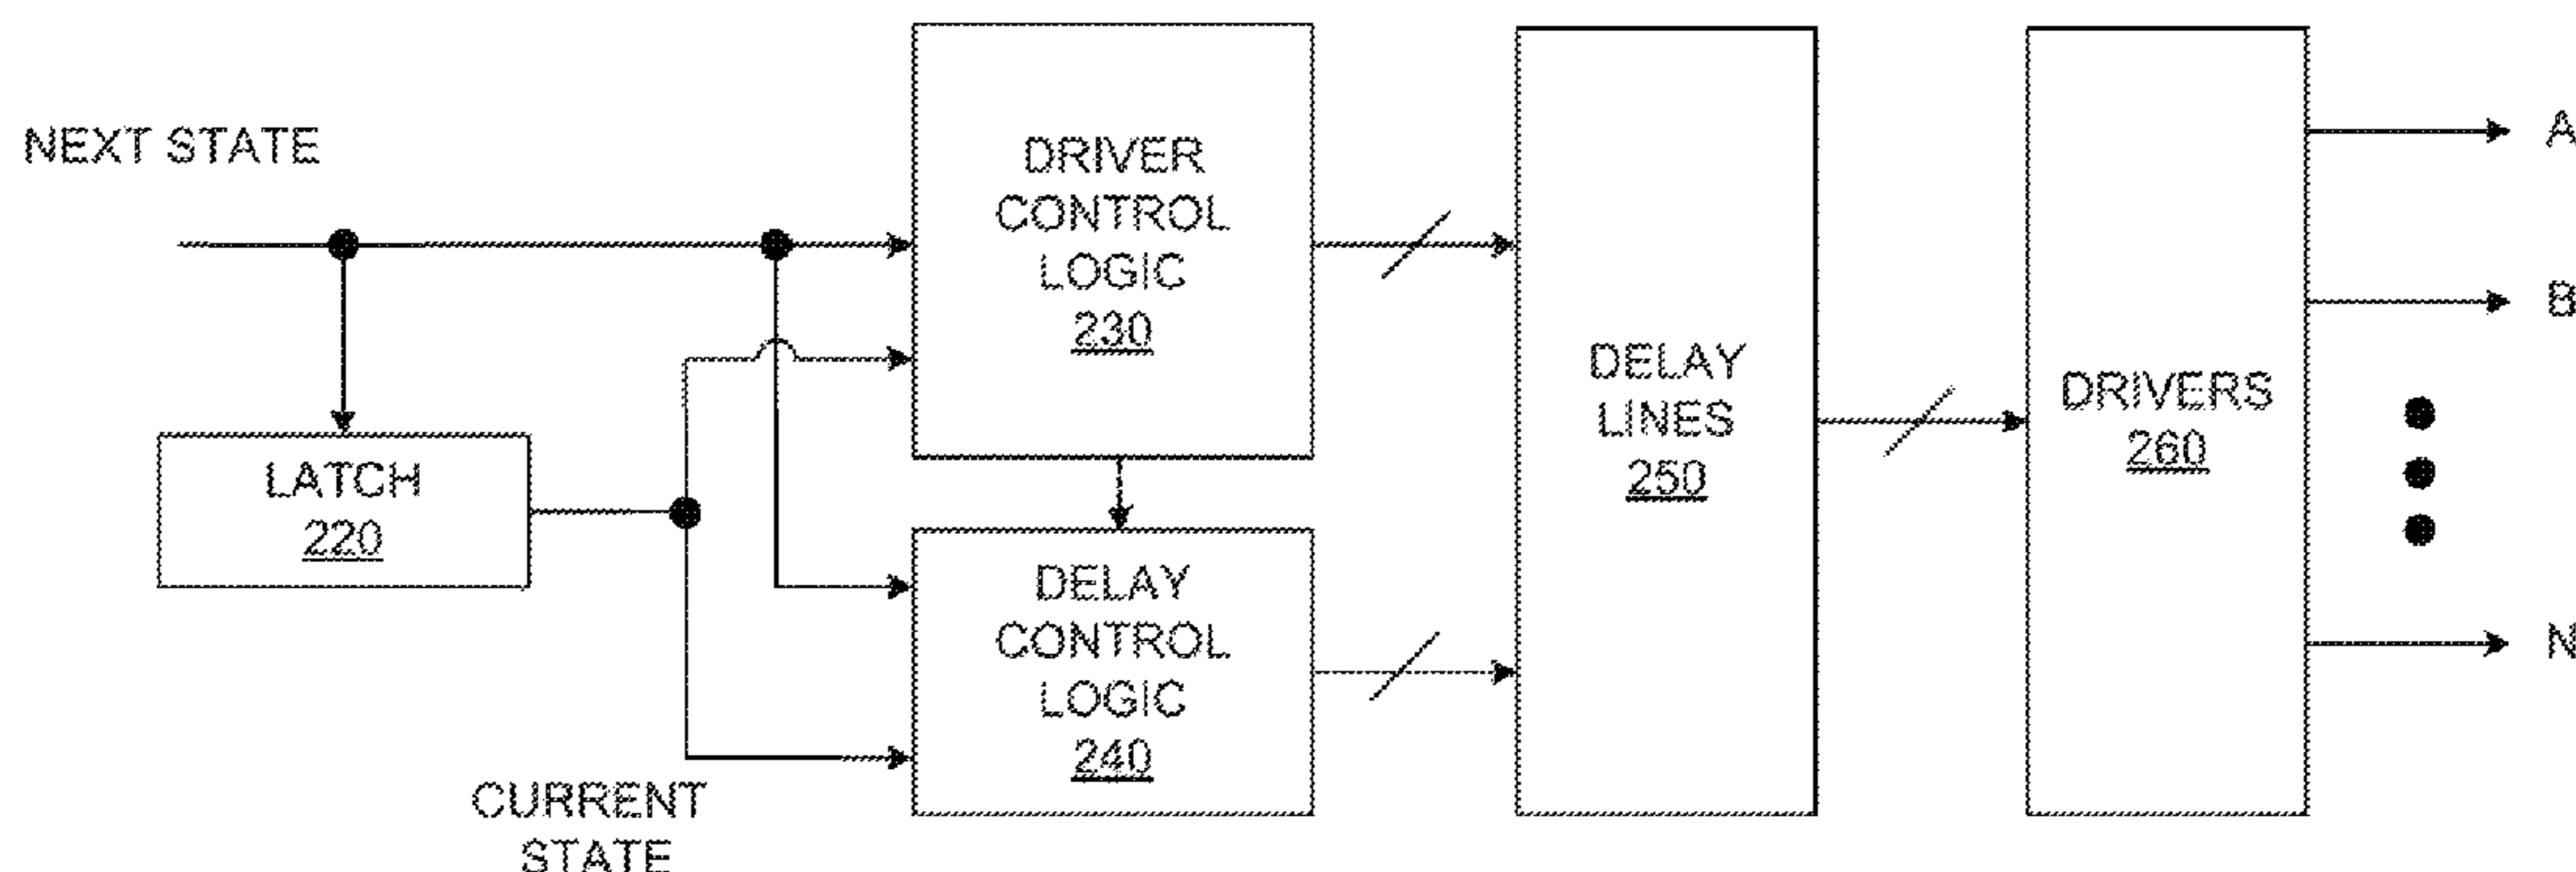 NEXT STATE
LATCH
220
CURRENT
STATE
DRIVER
CONTROL
LOGIC
230
DELAY
CONTROL
LOGIC
240
DELAY
LINES
250
DRIVERS
260
A
B
N